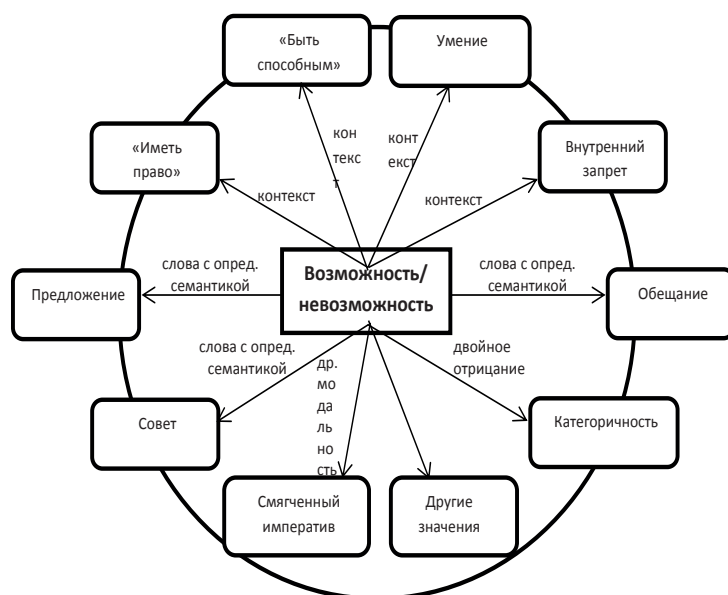 «Быть
способным»
Умение
кон
текс
т
конт
екст
«Иметь
право»
Внутренний
запрет
контекст
контекст
слова с опред.
семантикой
Возможность/
невозможность
слова с опред.
семантикой
Предложение
Обещание
слова с опред.
семантикой
др.
мо
да
ль
но
сть
двойное
отрицание
Совет
Категоричность
Смягченный
императив
Другие
значения